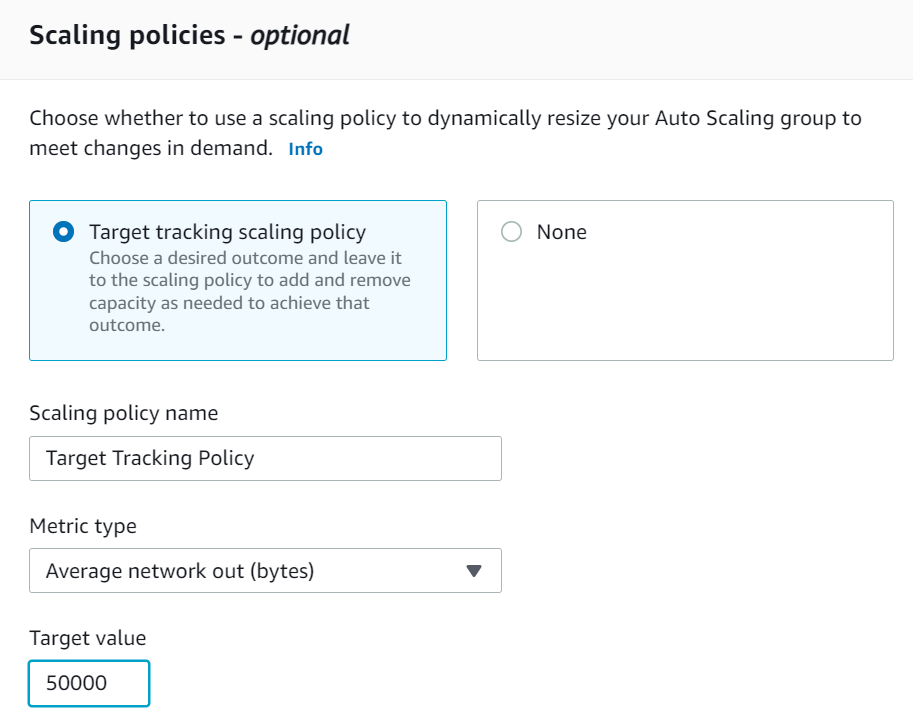 Scaling policies - optional
Choose whether to use a scaling policy to dynamically resize your Auto Scaling group to
meet changes in demand. Info
Target tracking scaling policy
Choose a desired outcome and leave it
to the scaling policy to add and remove
capacity as needed to achieve that
outcome.
None
Scaling policy name
Target Tracking Policy
Metric type
Average network out (bytes)
Target value
50000